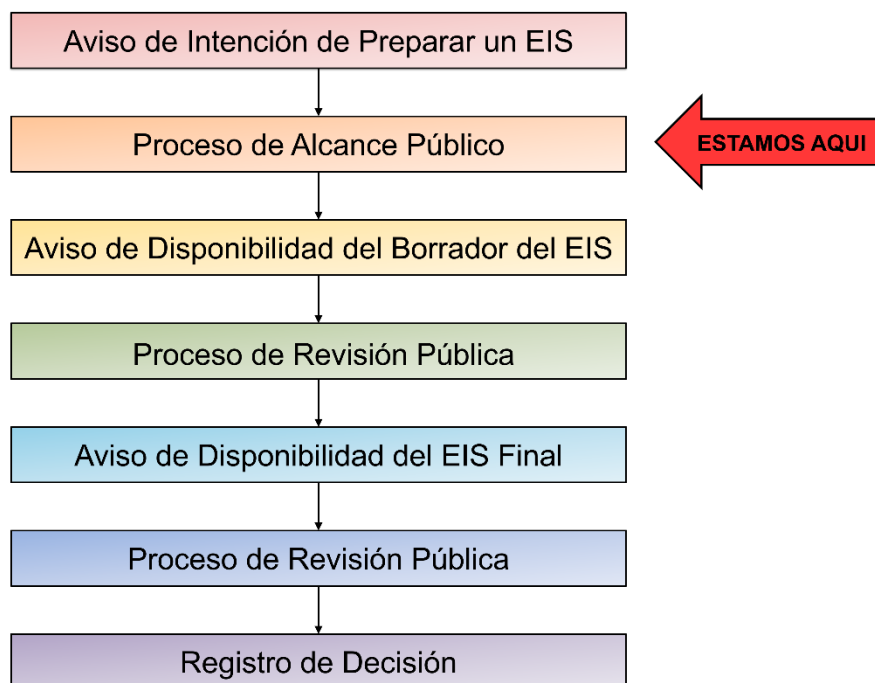 Aviso de Intención de Preparar un EIS
Proceso de Alcance Público
ESTAMOS AQUI
Aviso de Disponibilidad del Borrador del EIS
Proceso de Revisión Pública
Aviso de Disponibilidad del EIS Final
Proceso de Revisión Pública
Registro de Decisión